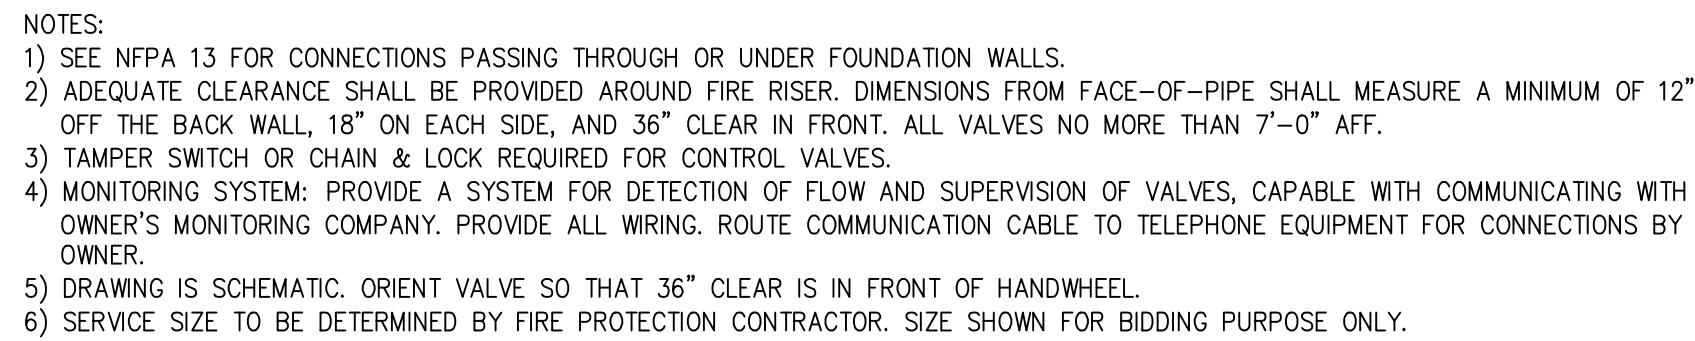 NOTES:
1) SEE NFPA 13 FOR CONNECTIONS PASSING THROUGH OR UNDER FOUNDATION WALLS.
2) ADEQUATE CLEARANCE SHALL BE PROVIDED AROUND FIRE RISER. DIMENSIONS FROM FACE-OF-PIPE SHALL MEASURE A MINIMUM OF 12"
OFF THE BACK WALL, 18" ON EACH SIDE, AND 36" CLEAR IN FRONT. ALL VALVES NO MORE THAN 7'-0" AFF.
3) TAMPER SWITCH OR CHAIN & LOCK REQUIRED FOR CONTROL VALVES.
4) MONITORING SYSTEM: PROVIDE A SYSTEM FOR DETECTION OF FLOW AND SUPERVISION OF VALVES, CAPABLE WITH COMMUNICATING WITH
OWNER'S MONITORING COMPANY. PROVIDE ALL WIRING. ROUTE COMMUNICATION CABLE TO TELEPHONE EQUIPMENT FOR CONNECTIONS BY
OWNER.
5) DRAWING IS SCHEMATIC. ORIENT VALVE SO THAT 36" CLEAR IS IN FRONT OF HANDWHEEL.
6) SERVICE SIZE TO BE DETERMINED BY FIRE PROTECTION CONTRACTOR. SIZE SHOWN FOR BIDDING PURPOSE ONLY.